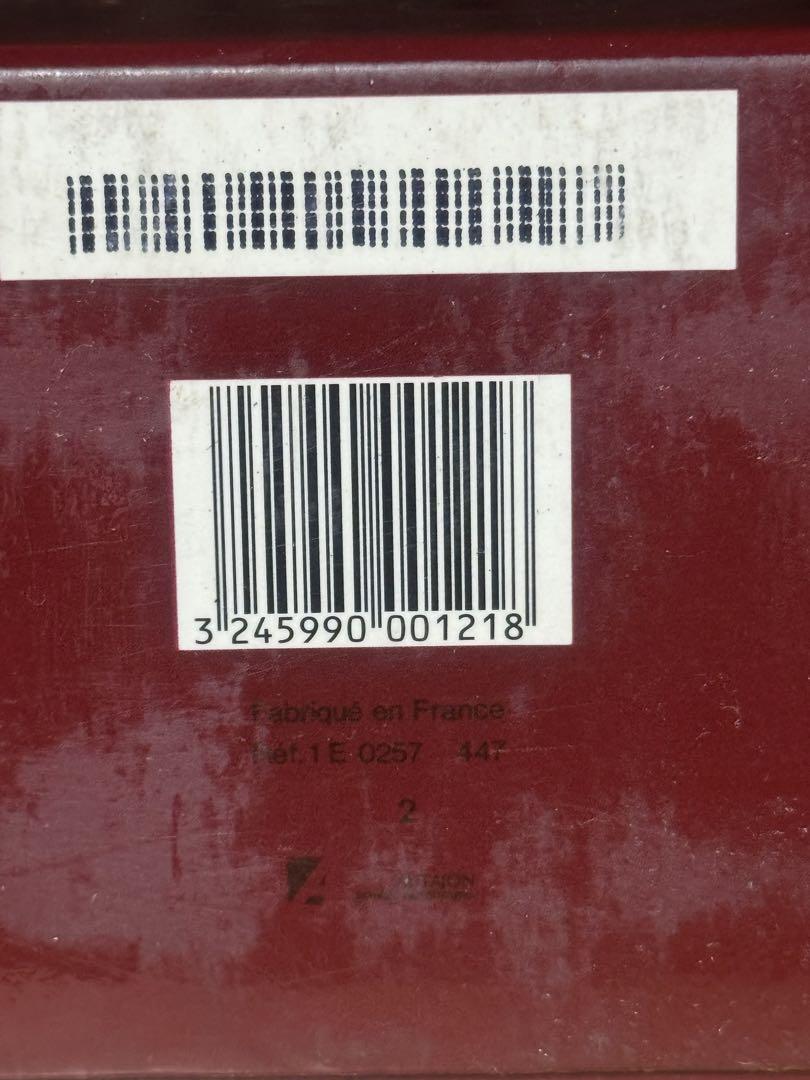 3 245990 001218
Fabriqué en France
Réf. 1 E 0257 447
2